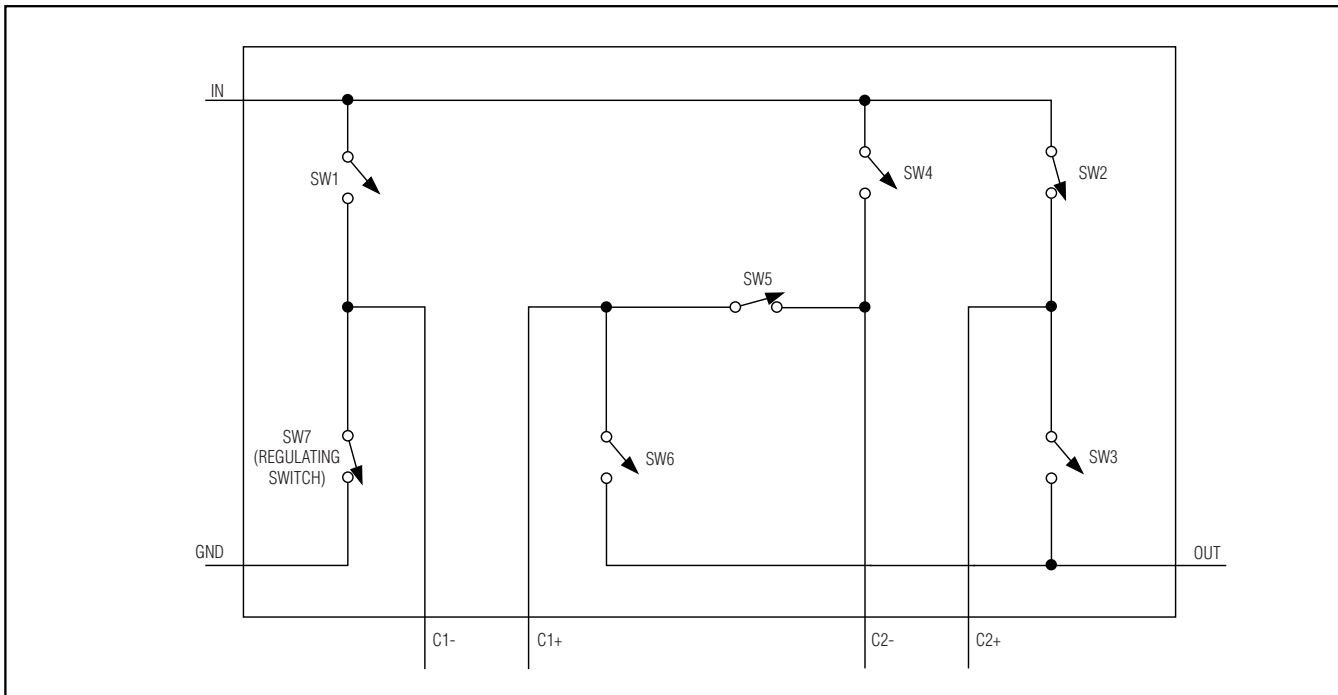 IN
SW1
SW4
SW2
SW5
SW7
(REGULATING
SWITCH)
SW6
SW3
GND
OUT
C1-
C1+
C2-
C2+